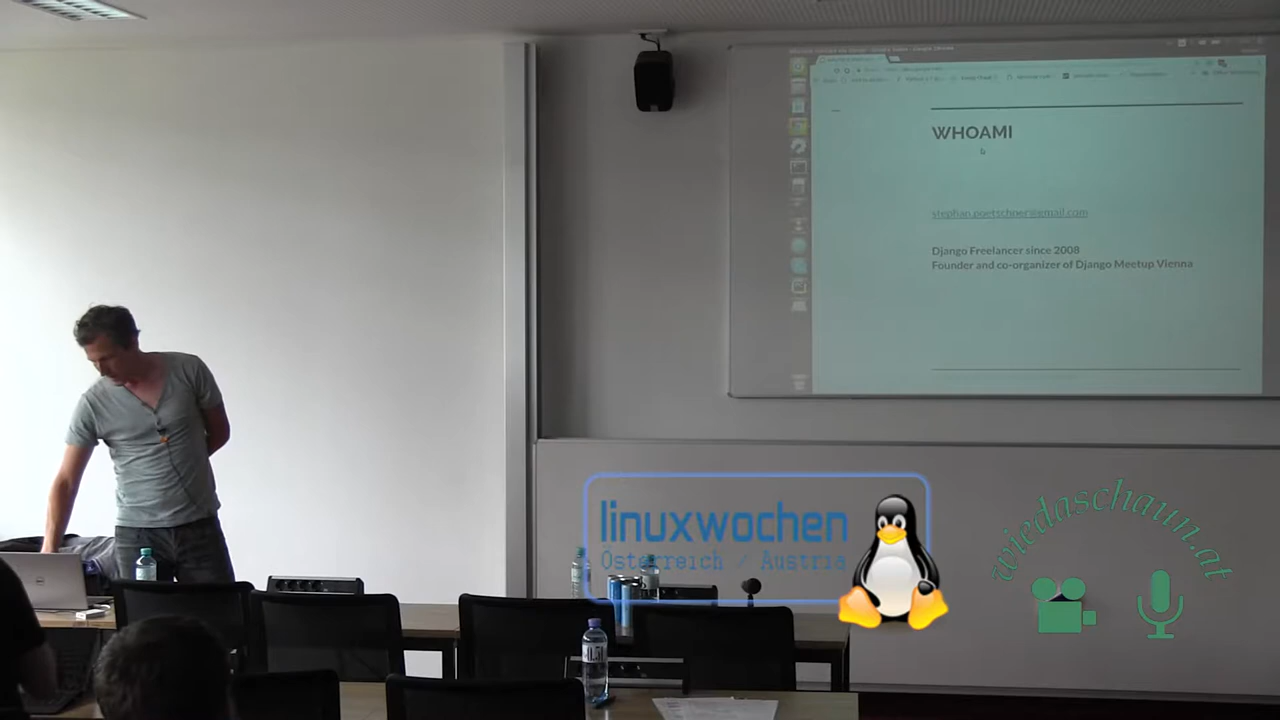 WHOAMI
stephan.poetscher@gmail.com
Django Freelancer since 2008
Founder and co-organizer of Django Meetup Vienna
linuxwochen
Österreich / Austria
wiedaschaun.at